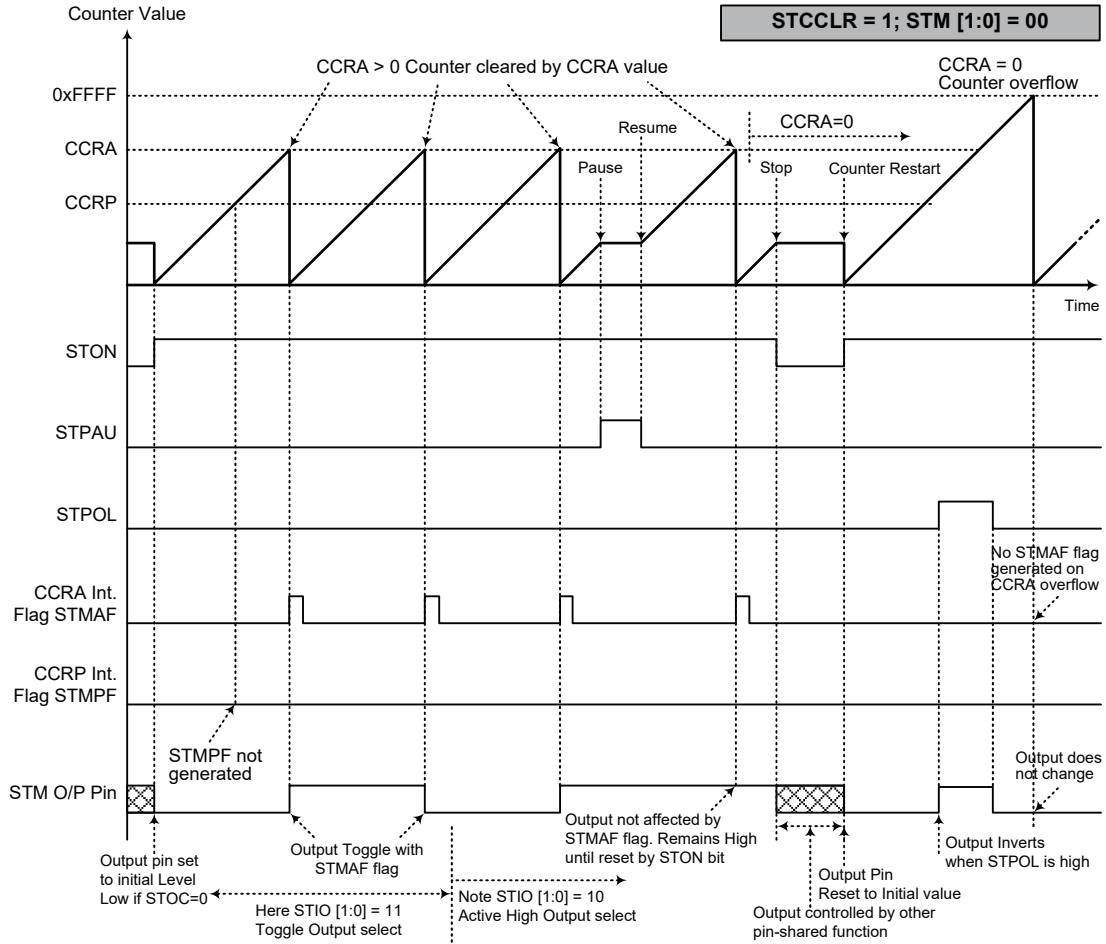 Counter Value
STCCLR = 1; STM [1:0] = 00
CCRA > 0 Counter cleared by CCRA value
CCRA = 0
Counter overflow
0xFFFF
Resume
CCRA=0
CCRA
Pause
Stop
Counter Restart
CCRP
Time
STON
STPAU
STPOL
No STMAF flag
generated on
CCRA overflow
CCRA Int.
Flag STMAF
CCRP Int.
Flag STMPF
STMPF not
generated
Output does
not change
STM O/P Pin
Output pin set
to initial Level
Low if STOC=0
Output Toggle with
STMAF flag
Output not affected by
STMAF flag. Remains High
until reset by STON bit
Output Inverts
when STPOL is high
Output Pin
Reset to Initial value
Here STIO [1:0] = 11
Toggle Output select
Note STIO [1:0] = 10
Active High Output select
Output controlled by other
pin-shared function